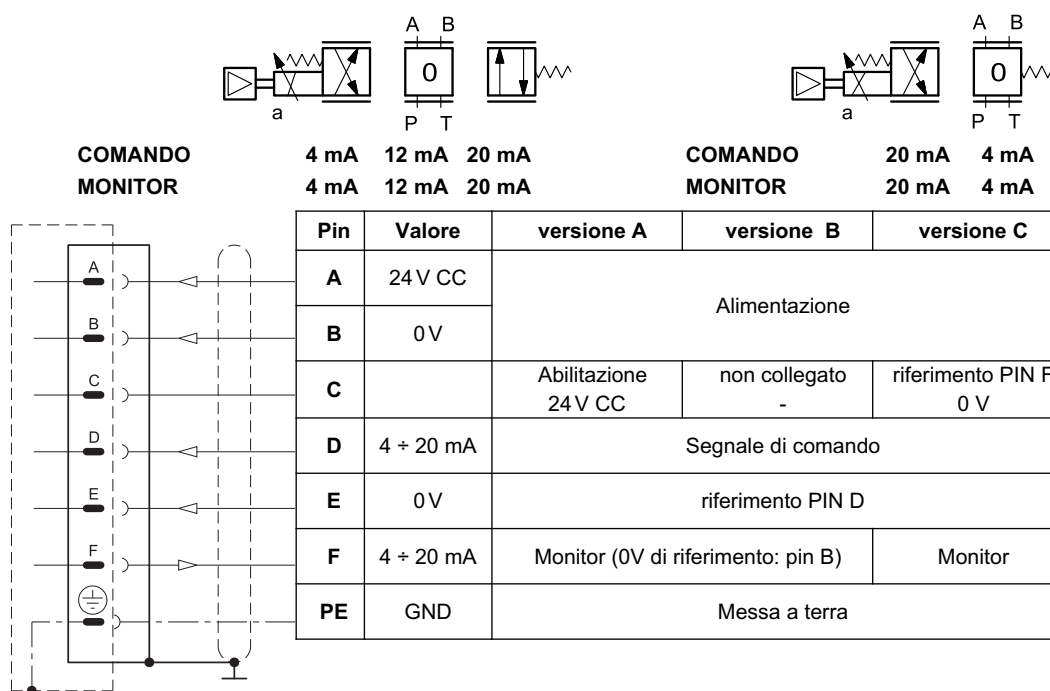 A B
A B
0
0
a
a
P T
P T
COMANDO 4 mA 12 mA 20 mA
COMANDO 20 mA 4 mA
MONITOR 4 mA 12 mA 20 mA
MONITOR 20 mA 4 mA
Pin Valore versione A versione B versione C
A 24 V CC
Alimentazione
B 0 V
C
Abilitazione
24 V CC
non collegato
-
riferimento PIN F
0 V
D 4 ÷ 20 mA Segnale di comando
E 0 V riferimento PIN D
F 4 ÷ 20 mA Monitor (0V di riferimento: pin B) Monitor
PE GND Messa a terra
A
B
C
D
E
F